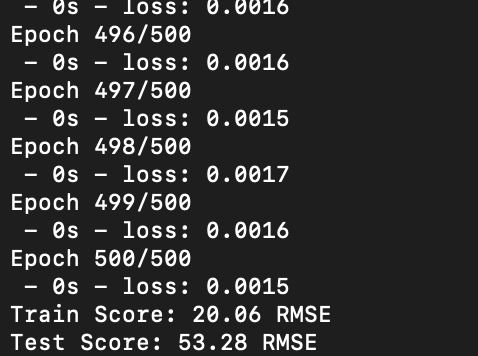 - 0s - loss: 0.0016
Epoch 496/500
- 0s - loss: 0.0016
Epoch 497/500
- 0s - loss: 0.0015
Epoch 498/500
- 0s - loss: 0.0017
Epoch 499/500
- 0s - loss: 0.0016
Epoch 500/500
- 0s - loss: 0.0015
Train Score: 20.06 RMSE
Test Score: 53.28 RMSE